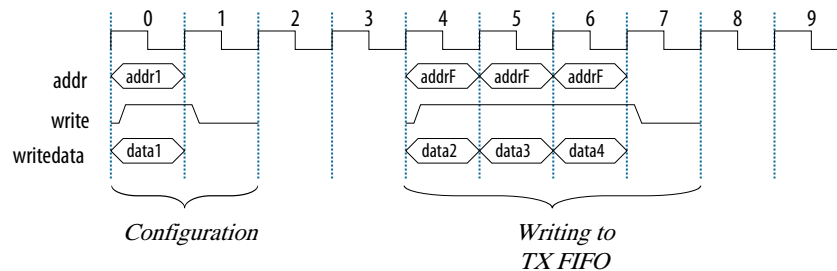 0 1 2 3 4 5 6 7 8 9
addr addr1 addrF addrF addrF
write
writedata data1 data2 data3 data4
Configuration Writing to
TX FIFO